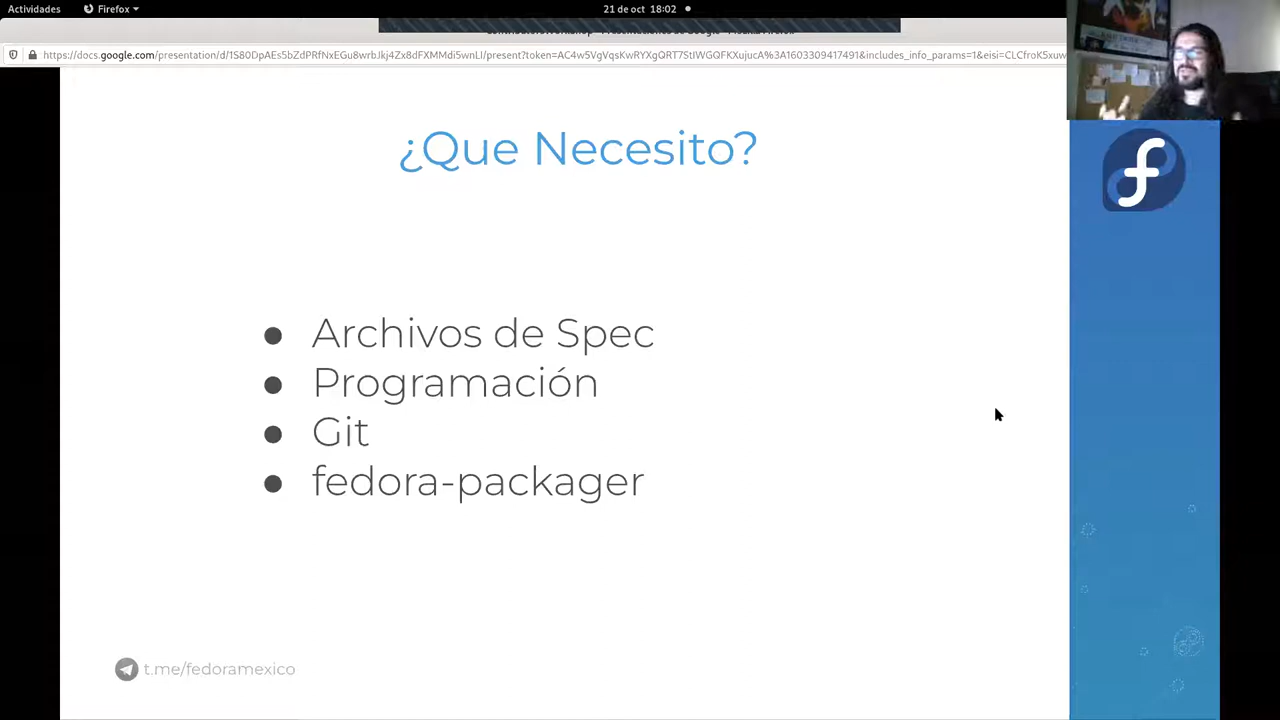 Actividades
Firefox
21 de oct 18:02
¿Que Necesito?
Archivos de Spec
Programación
Git
fedora-packager
t.me/fedoramexico